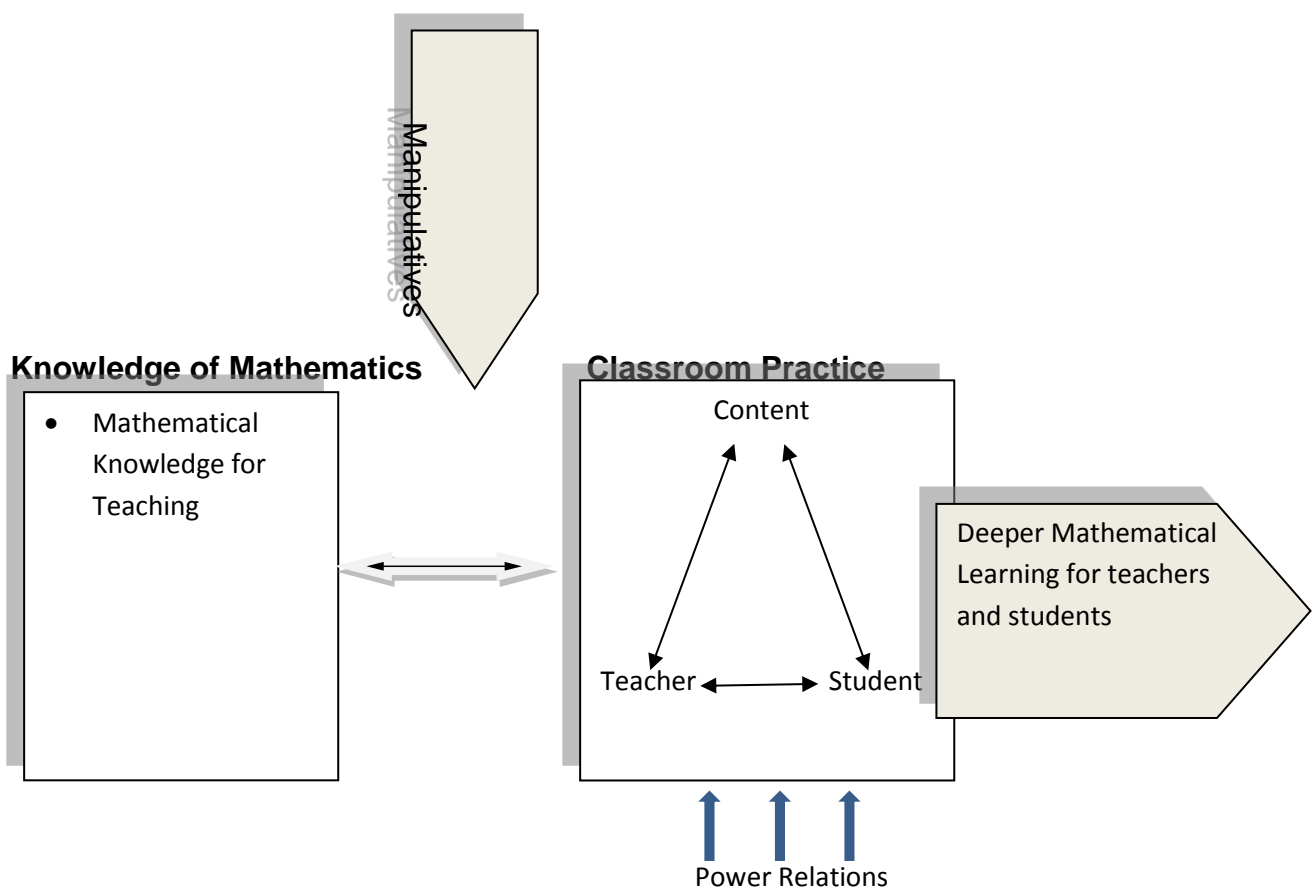 Manipulatives
Knowledge of Mathematics
• Mathematical
Knowledge for
Teaching
Classroom Practice
Content
Teacher
Student
Deeper Mathematical
Learning for teachers
and students
Power Relations